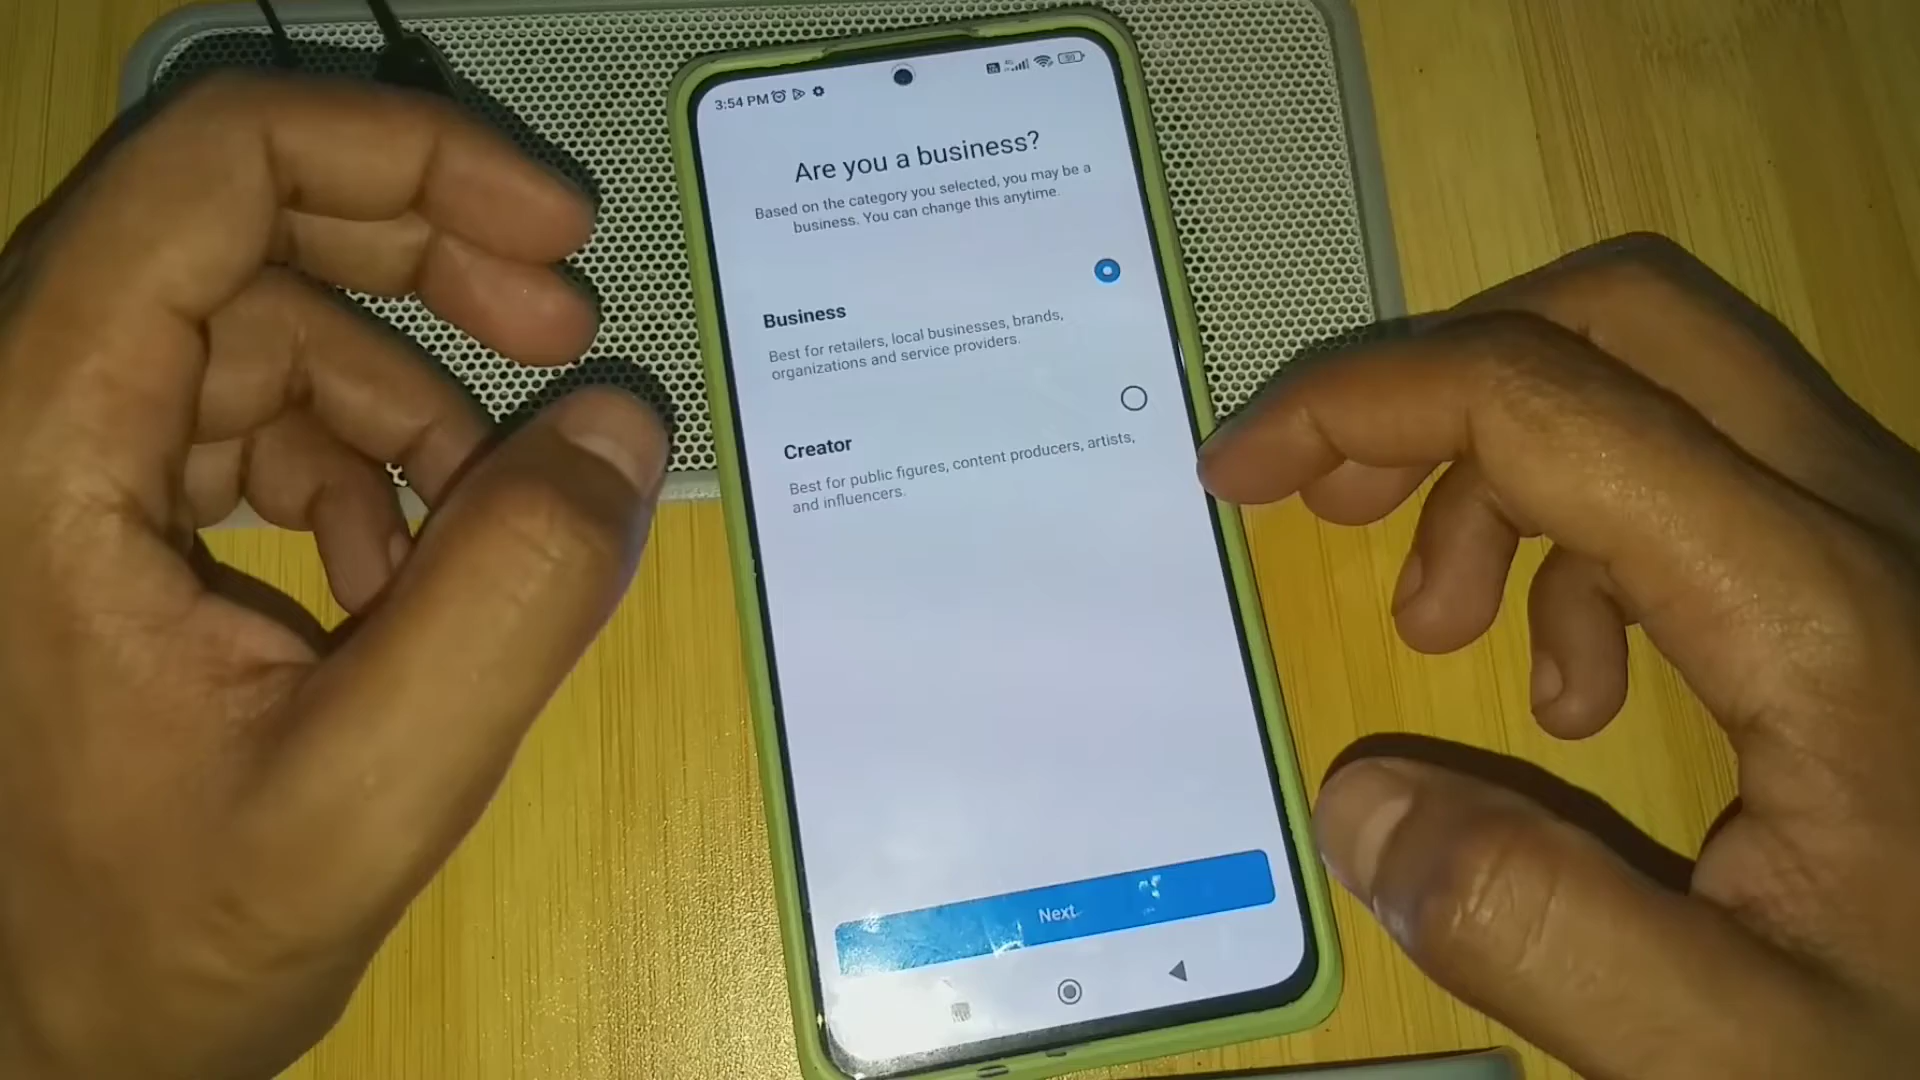 3:54 PM
Are you a business?
Based on the category you selected, you may be a
business. You can change this anytime.
Business
Best for retailers, local businesses, brands,
organizations and service providers.
Creator
Best for public figures, content producers, artists,
and influencers.
Next